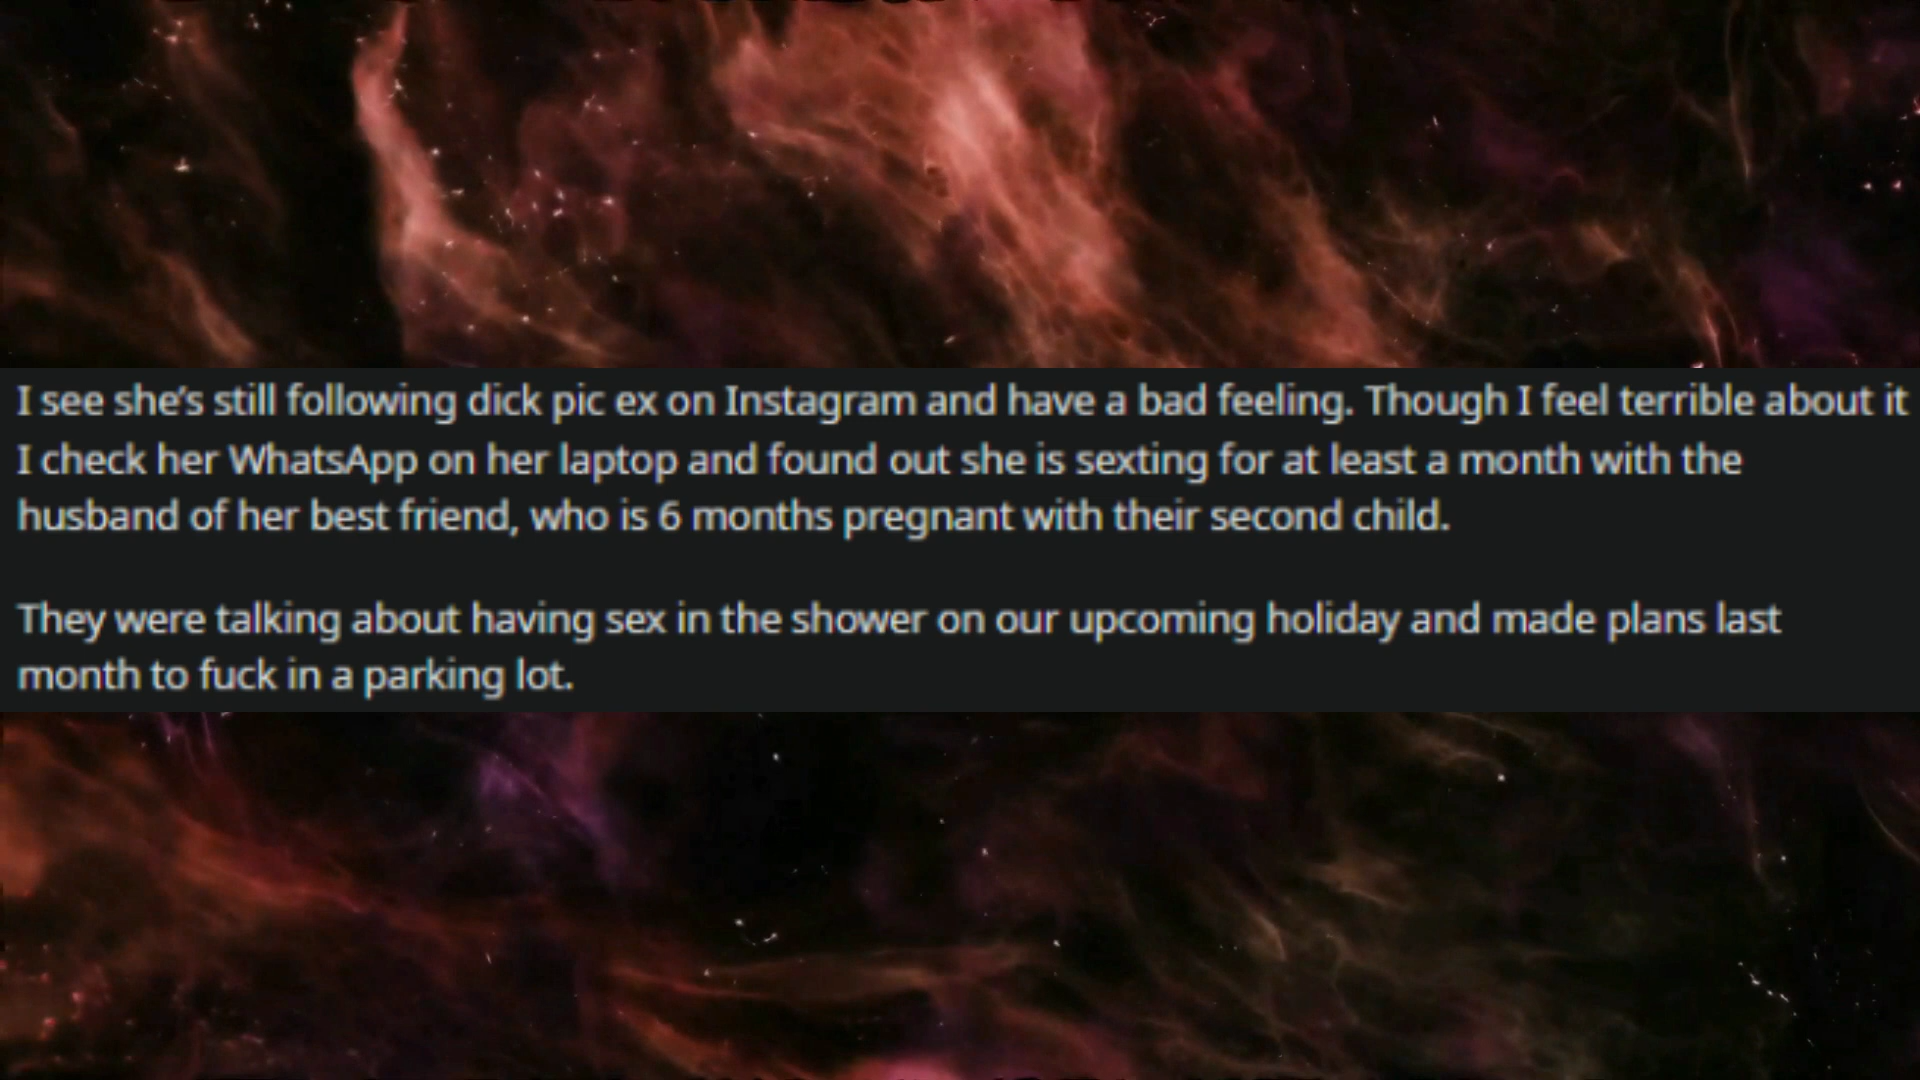 I see she’s still following dick pic ex on Instagram and have a bad feeling. Though I feel terrible about it
I check her WhatsApp on her laptop and found out she is sexting for at least a month with the
husband of her best friend, who is 6 months pregnant with their second child.
They were talking about having sex in the shower on our upcoming holiday and made plans last
month to fuck in a parking lot.